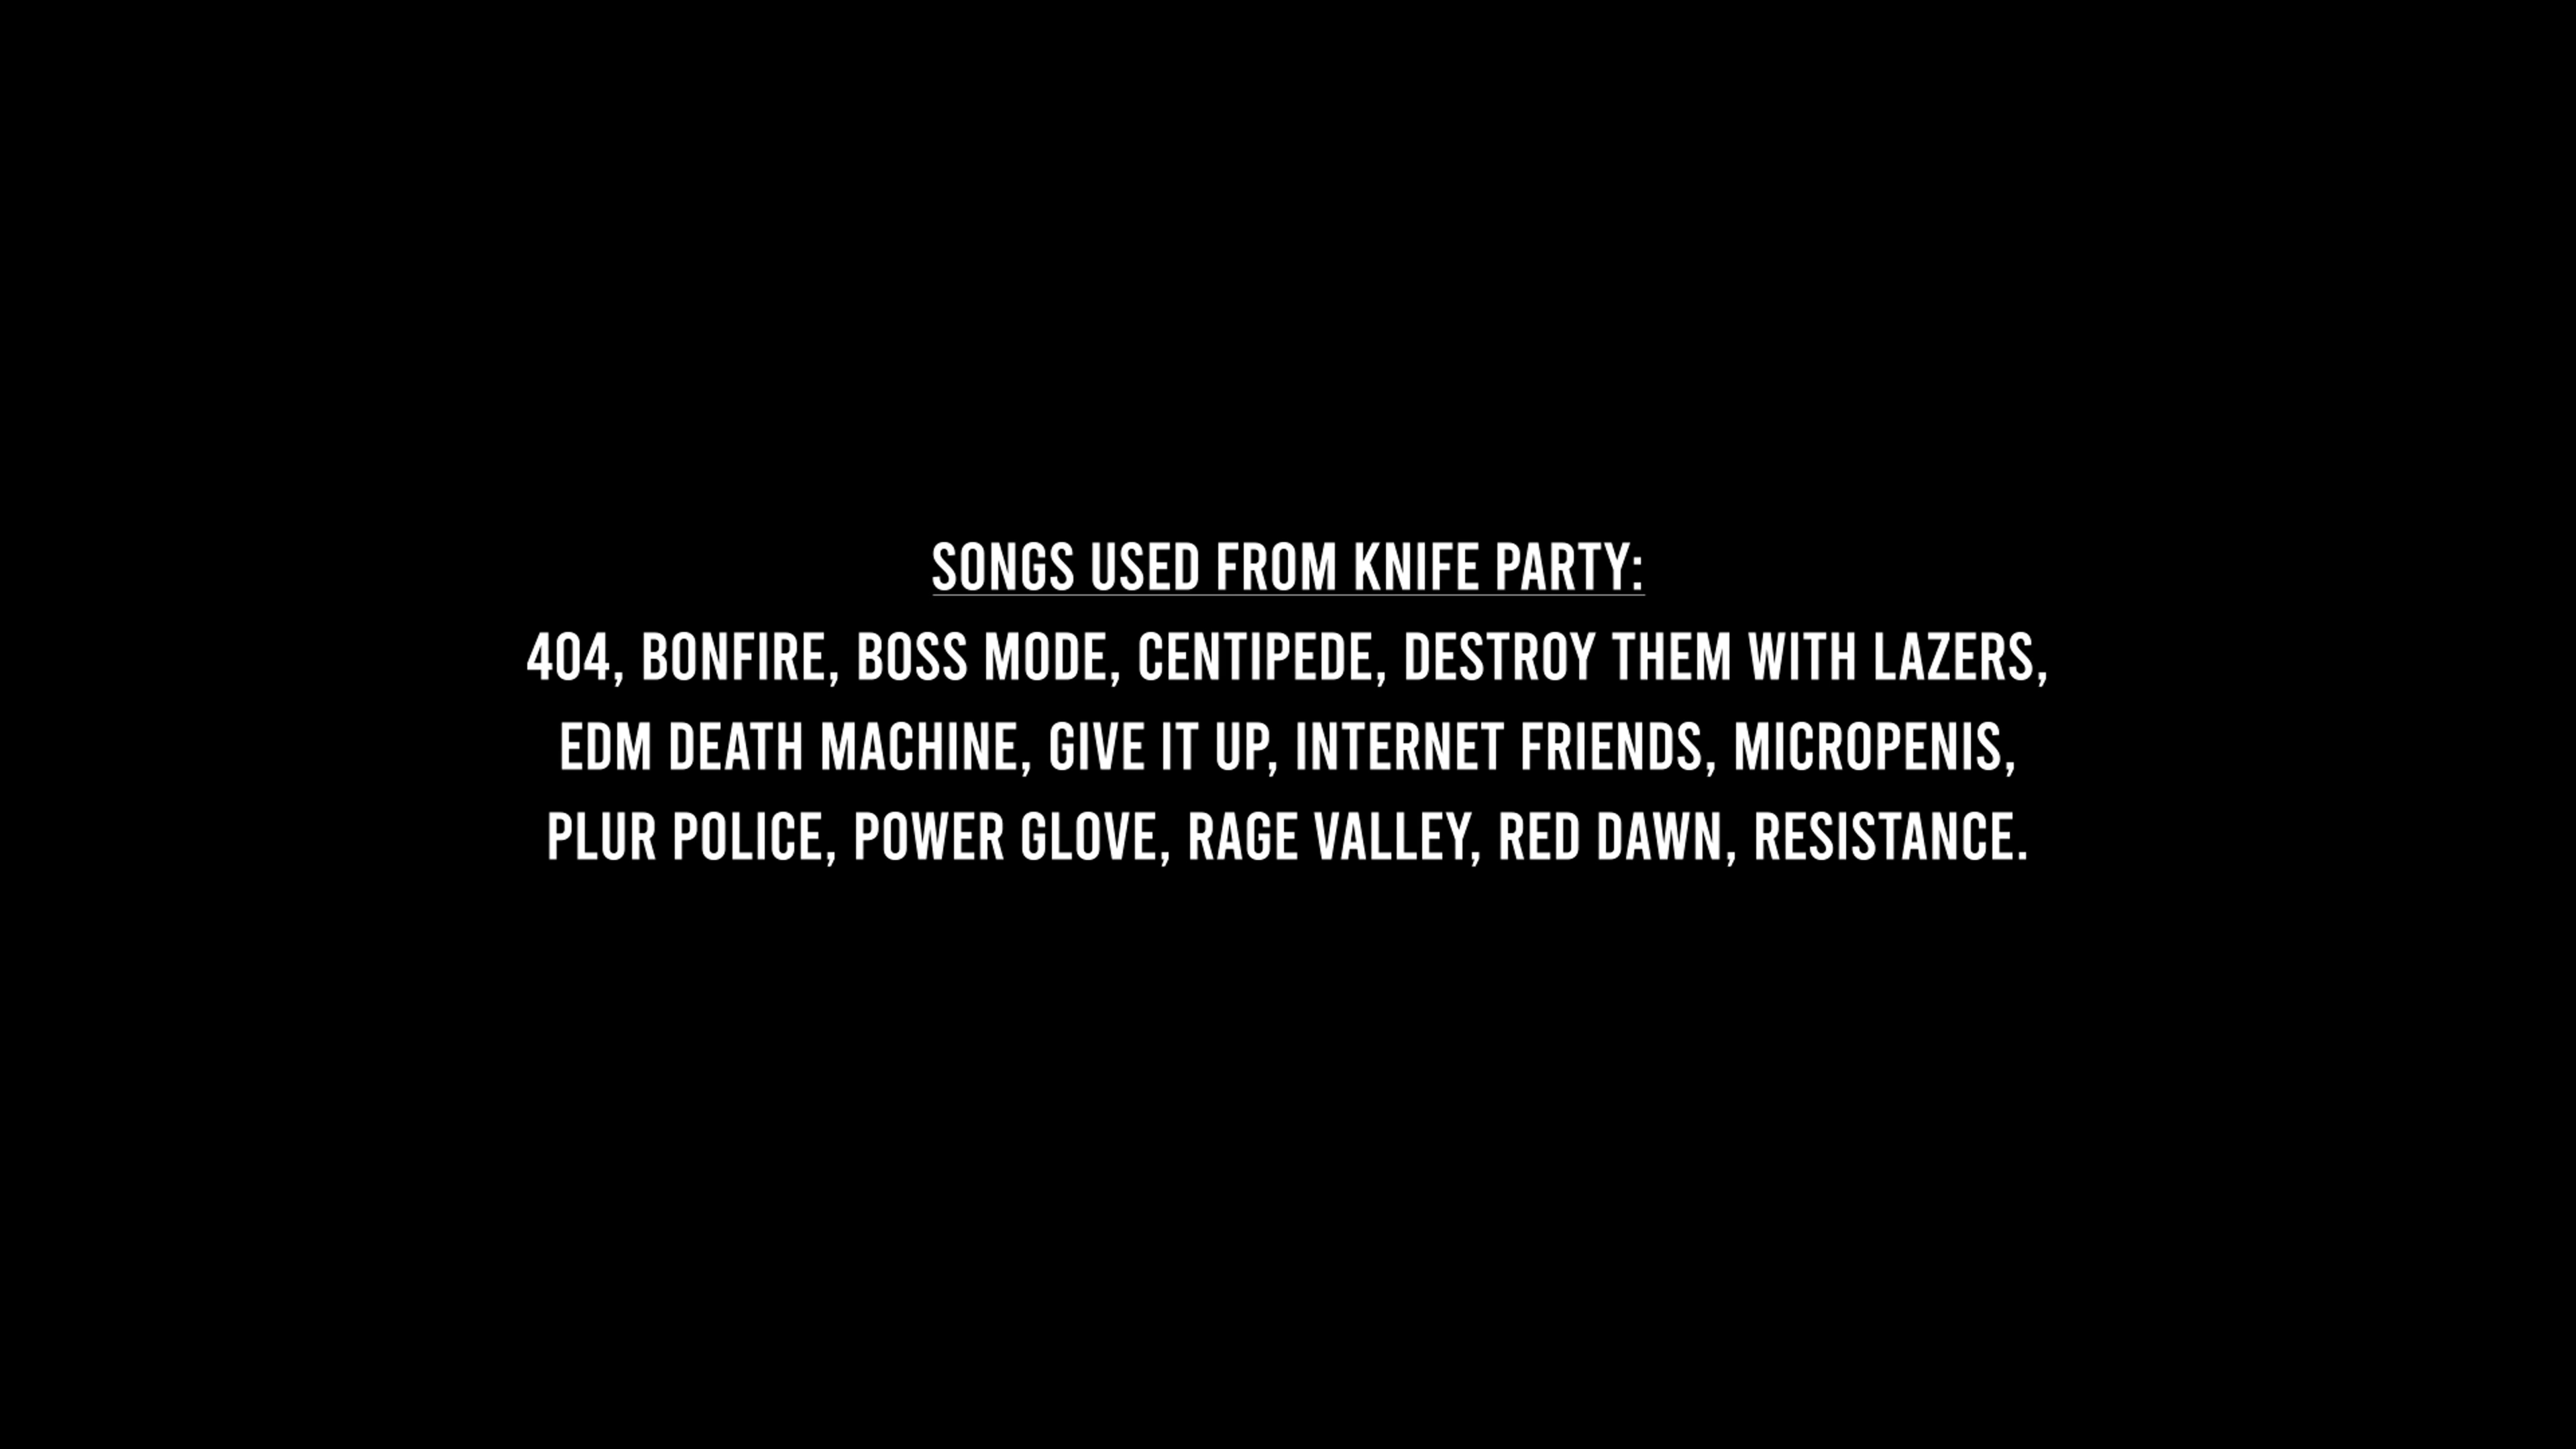 SONGS USED FROM KNIFE PARTY:
404, BONFIRE, BOSS MODE, CENTIPEDE, DESTROY THEM WITH LAZERS,
EDM DEATH MACHINE, GIVE IT UP, INTERNET FRIENDS, MICROPENIS,
PLUR POLICE, POWER GLOVE, RAGE VALLEY, RED DAWN, RESISTANCE.